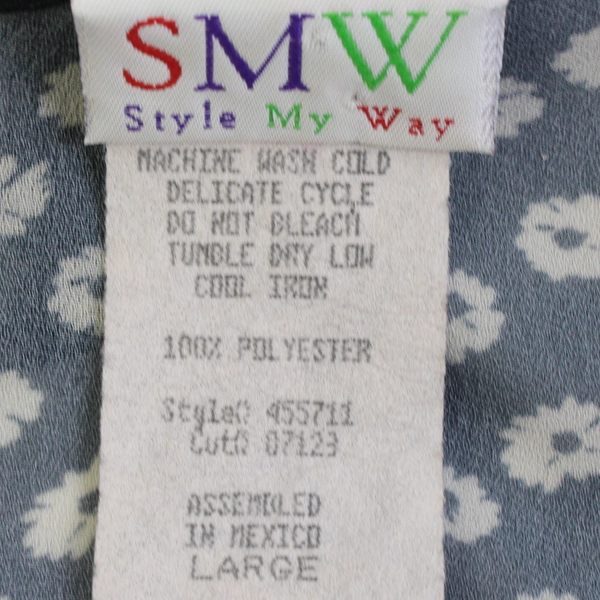 SMW
Style My Way
MACHINE WASH COLD
DELICATE CYCLE
DO NOT BLEACH
TUMBLE DRY LOW
COOL IRON
100% POLYESTER
Style# 455711
Cut# 87123
ASSEMBLED
IN MEXICO
LARGE